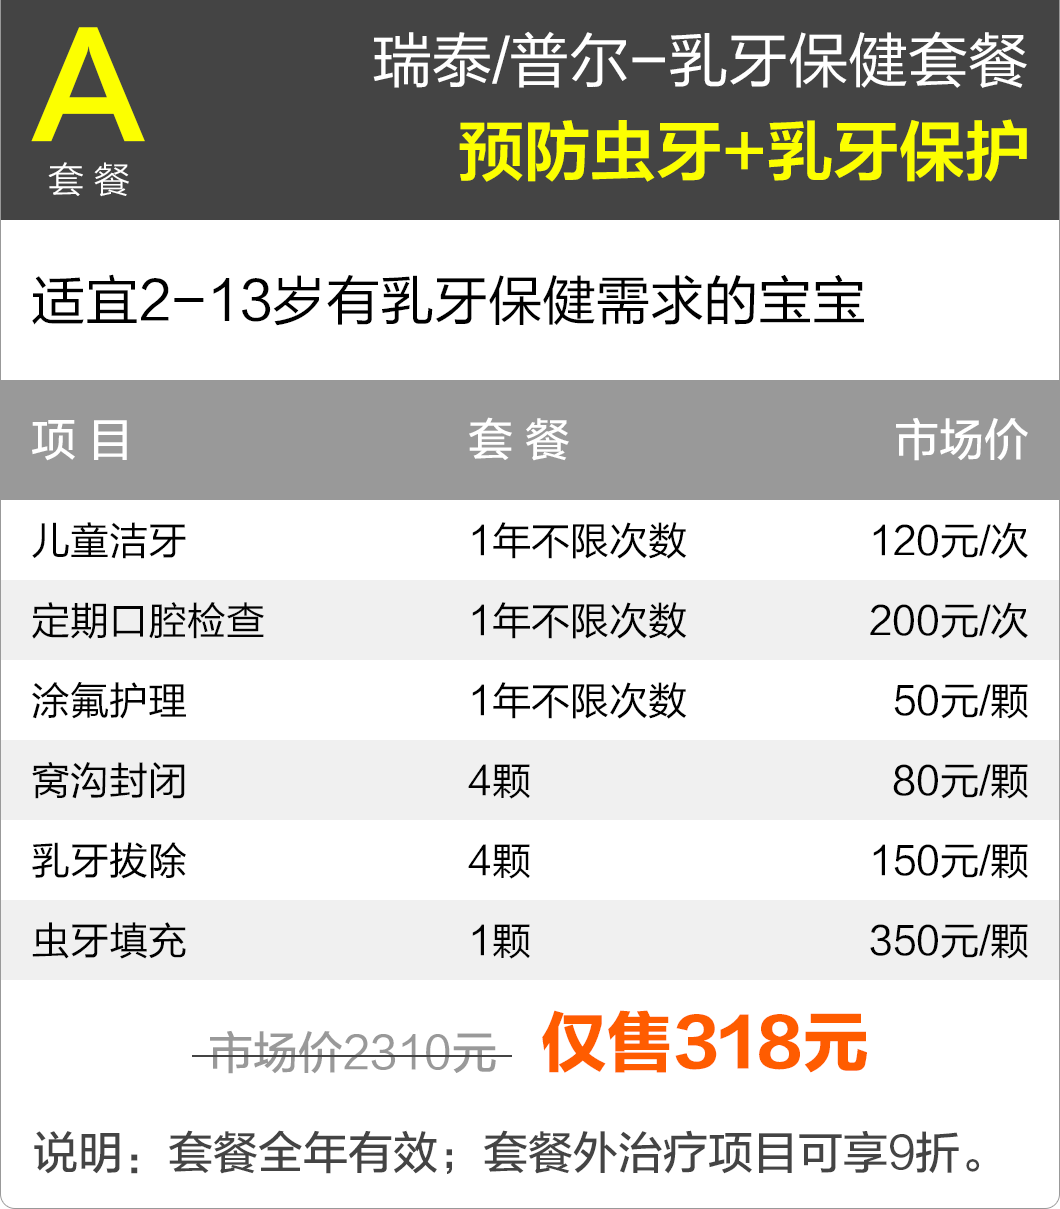 A
套餐
瑞泰/普尔-乳牙保健套餐
预防虫牙+乳牙保护
适宜2-13岁有乳牙保健需求的宝宝
项目 套餐 市场价
儿童洁牙 1年不限次数 120元/次
定期口腔检查 1年不限次数 200元/次
涂氟护理 1年不限次数 50元/颗
窝沟封闭 4颗 80元/颗
乳牙拔除 4颗 150元/颗
虫牙填充 1颗 350元/颗
市场价2310元 仅售318元
说明：套餐全年有效；套餐外治疗项目可享9折。